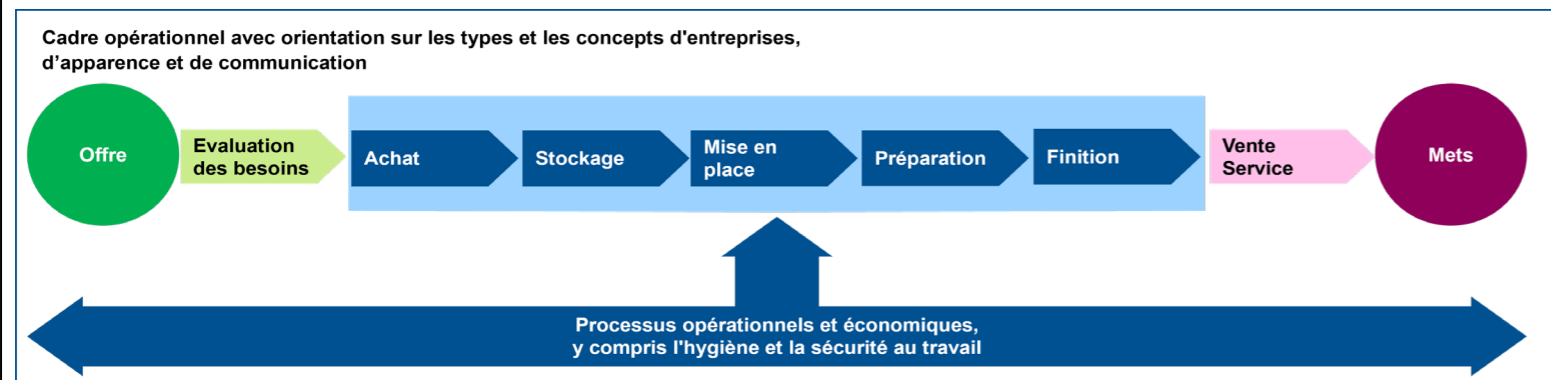 Cadre opérationnel avec orientation sur les types et les concepts d'entreprises,
d’apparence et de communication
Offre
Evaluation
des besoins
Achat
Stockage
Mise en
place
Préparation
Finition
Vente
Service
Mets
Processus opérationnels et économiques,
y compris l'hygiène et la sécurité au travail